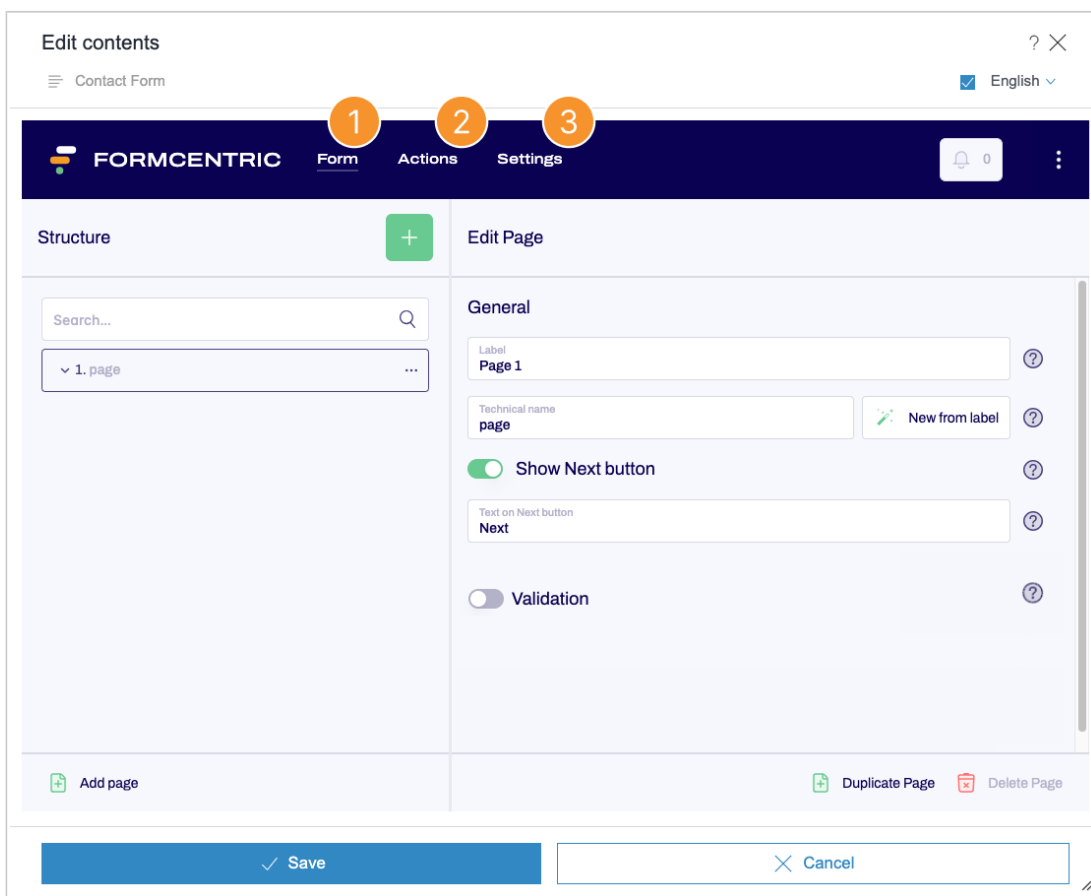 Edit contents
?
Contact Form
English
1 2 3
FORMCENTRIC Form Actions Settings 0
Structure
+
Edit Page
Search...
1. page
...
General
Label
Page 1
?
Technical name
page
New from label
?
Show Next button
?
Text on Next button
Next
?
Validation
?
Add page
Duplicate Page
Delete Page
Save
Cancel